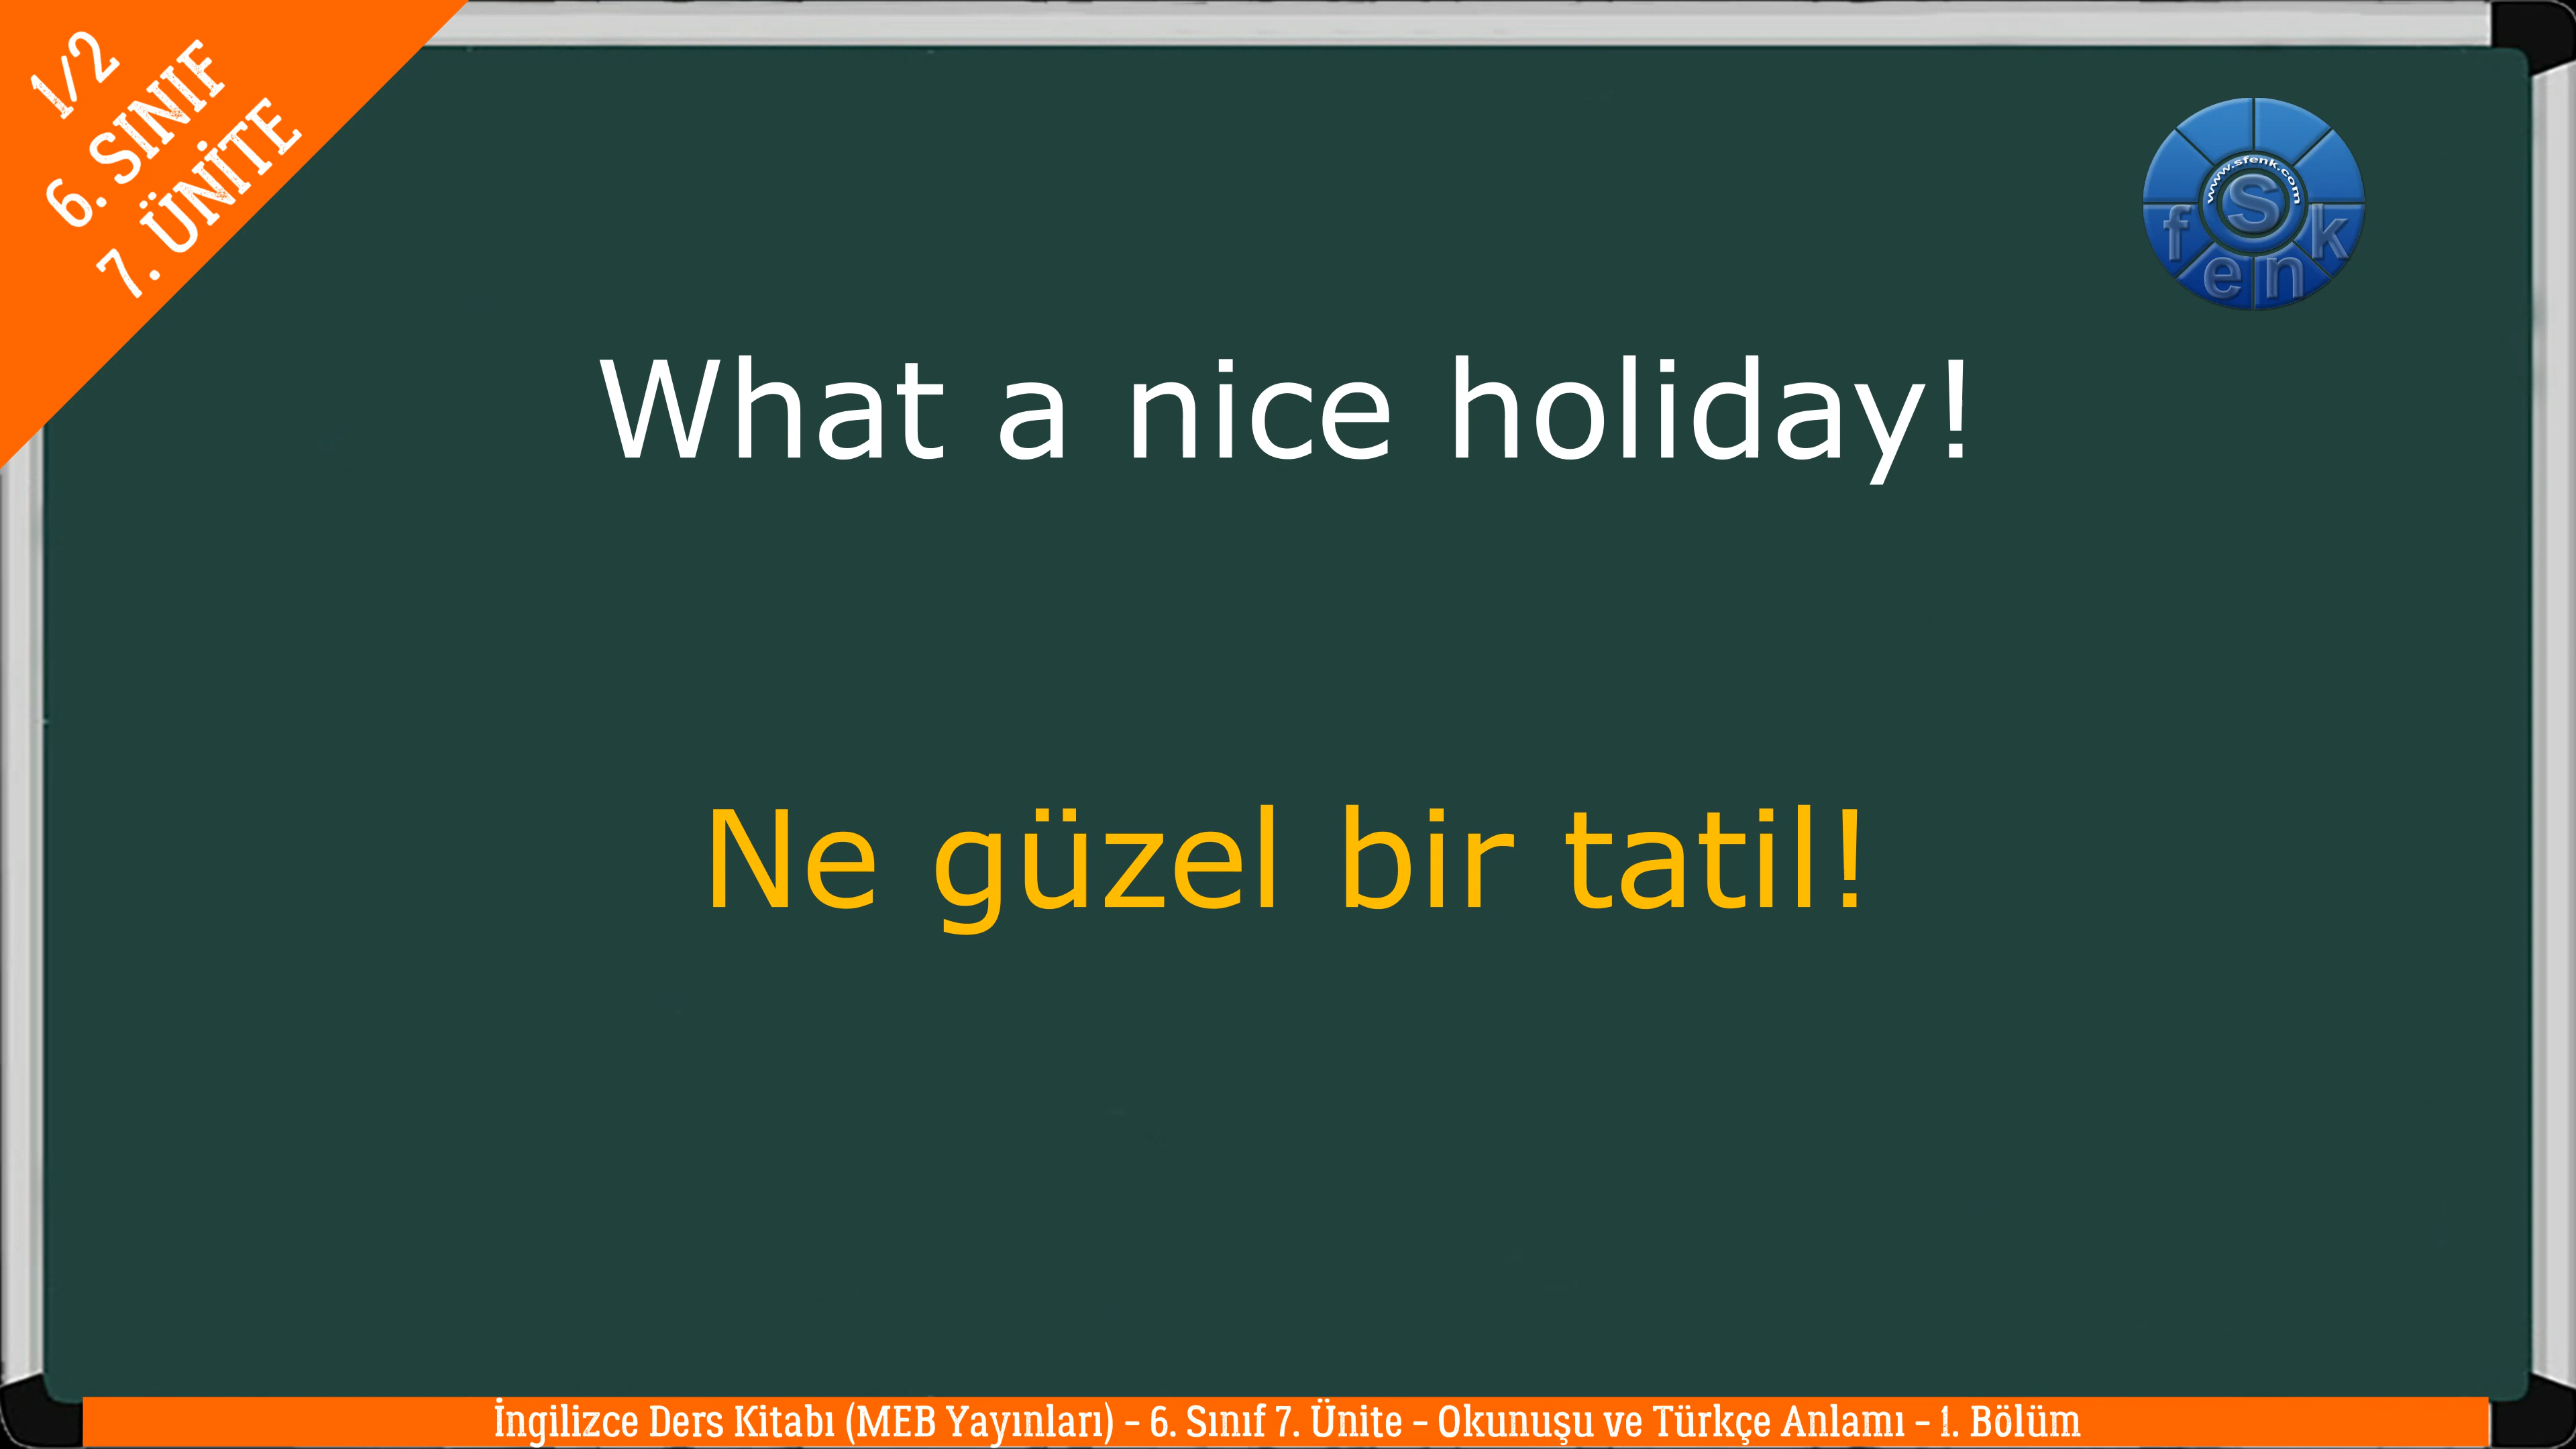 1/2
6. SINIF
7. ÜNİTE
www.sfenk.com
S
f e n k
What a nice holiday!
Ne güzel bir tatil!
İngilizce Ders Kitabı (MEB Yayınları) - 6. Sınıf 7. Ünite - Okunuşu ve Türkçe Anlamı - 1. Bölüm